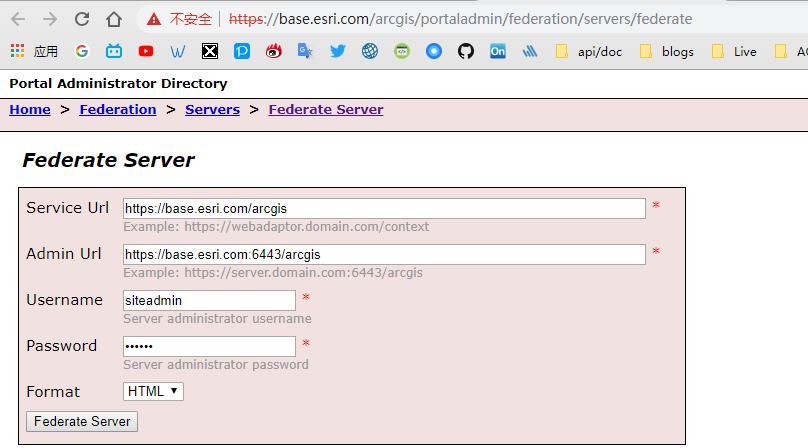 不安全 https://base.esri.com/arcgis/portaladmin/federation/servers/federate
应用 api/doc blogs Live AC
Portal Administrator Directory
Home > Federation > Servers > Federate Server
Federate Server
Service Url https://base.esri.com/arcgis *
Example: https://webadaptor.domain.com/context
Admin Url https://base.esri.com:6443/arcgis *
Example: https://server.domain.com:6443/arcgis
Username siteadmin *
Server administrator username
Password •••••• *
Server administrator password
Format HTML
Federate Server